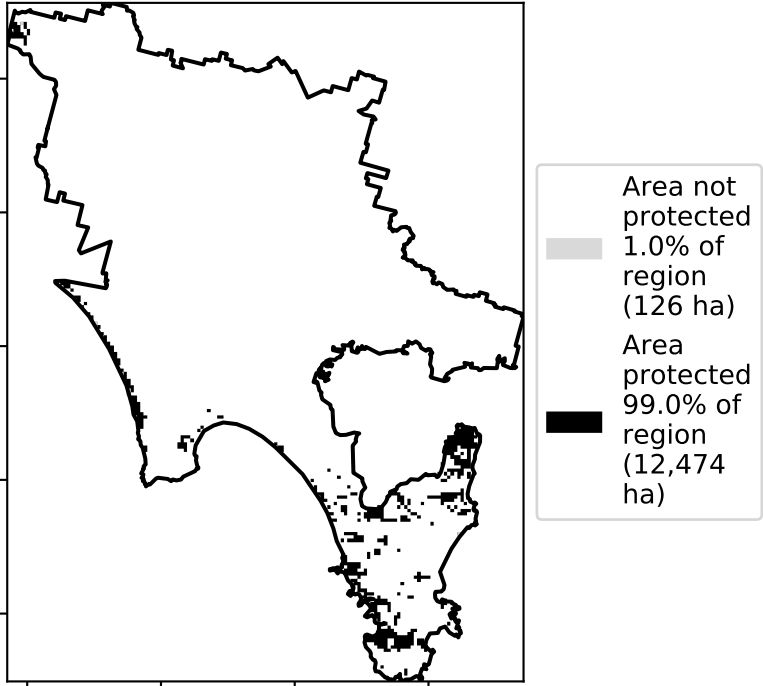 Area not
protected
1.0% of
region
(126 ha)
Area
protected
99.0% of
region
(12,474
ha)